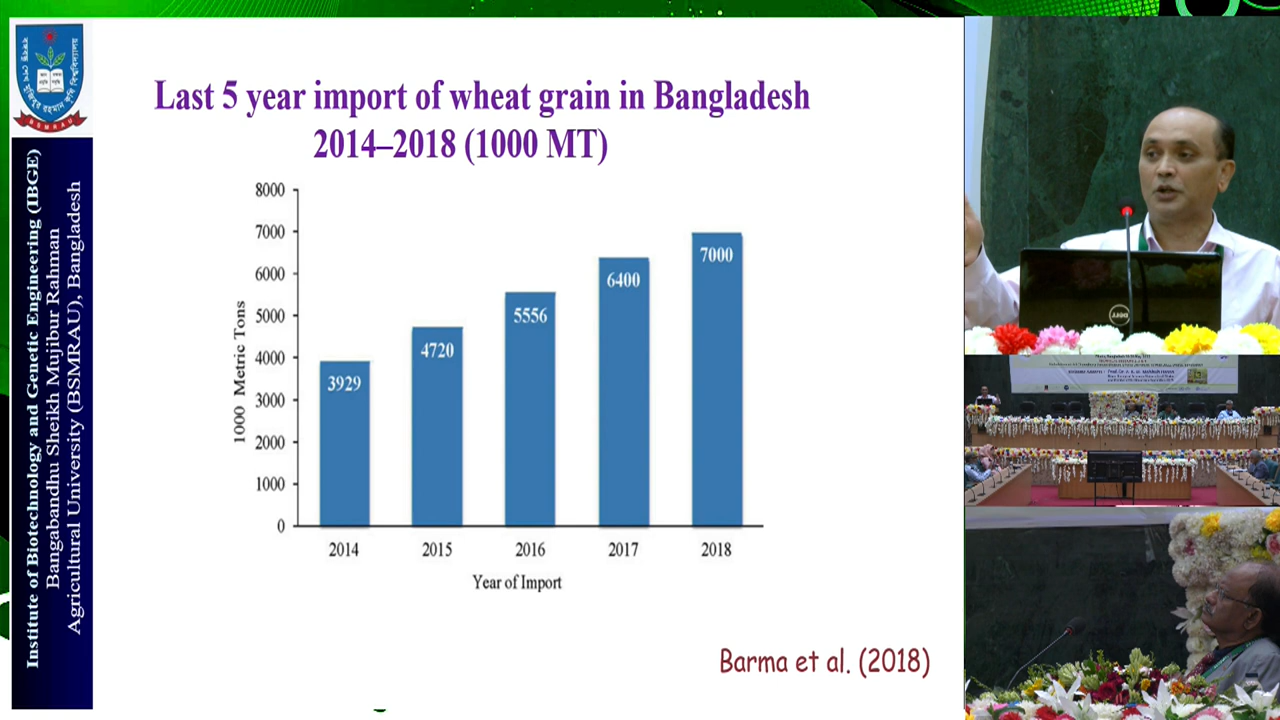 Last 5 year import of wheat grain in Bangladesh
2014–2018 (1000 MT)
8000
7000
6000
5000
4000
3000
2000
1000
0
1000 Metric Tons
3929
4720
5556
6400
7000
2014
2015
2016
2017
2018
Year of Import
Barma et al. (2018)
Institute of Biotechnology and Genetic Engineering (IBGE)
Bangabandhu Sheikh Mujibur Rahman
Agricultural University (BSMRAU), Bangladesh
BSMRAU
DELL